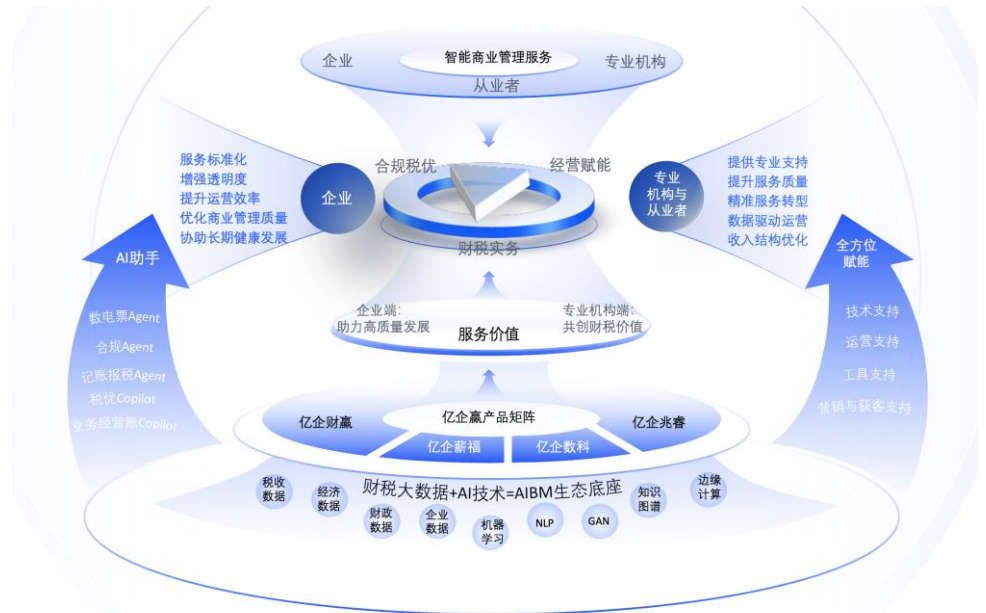 智能商业管理服务
企业
专业机构
从业者
合规税优
经营赋能
财税实务
服务标准化
增强透明度
提升运营效率
优化商业管理质量
协助长期健康发展
企业
专业
机构与
从业者
提供专业支持
提升服务质量
精准服务转型
数据驱动运营
收入结构优化
AI助手
数电票Agent
合规Agent
记账报税Agent
税优Copilot
业务经营账Copilot
全方位
赋能
技术支持
运营支持
工具支持
营销与获客支持
企业端:
助力高质量发展
服务价值
专业机构端:
共创财税价值
亿企财赢
亿企赢产品矩阵
亿企兆睿
亿企薪福
亿企数科
财税大数据+AI技术=AIBM生态底座
税收
数据
经济
数据
财政
数据
企业
数据
机器
学习
NLP
GAN
知识
图谱
边缘
计算